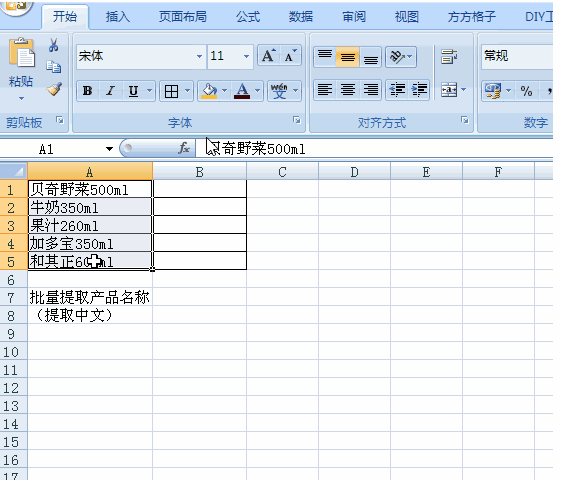 开始 插入 页面布局 公式 数据 审阅 视图 方方格子 DIY工
粘贴 宋体 11 A A 常规
B I U A wén 文 %
剪贴板 字体 对齐方式 数字
A1 fx 贝奇野菜500ml
A B C D E F
1 贝奇野菜500ml
2 牛奶350ml
3 果汁260ml
4 加多宝350ml
5 和其正60ml
6
7 批量提取产品名称
8 （提取中文）
9
10
11
12
13
14
15
16
17